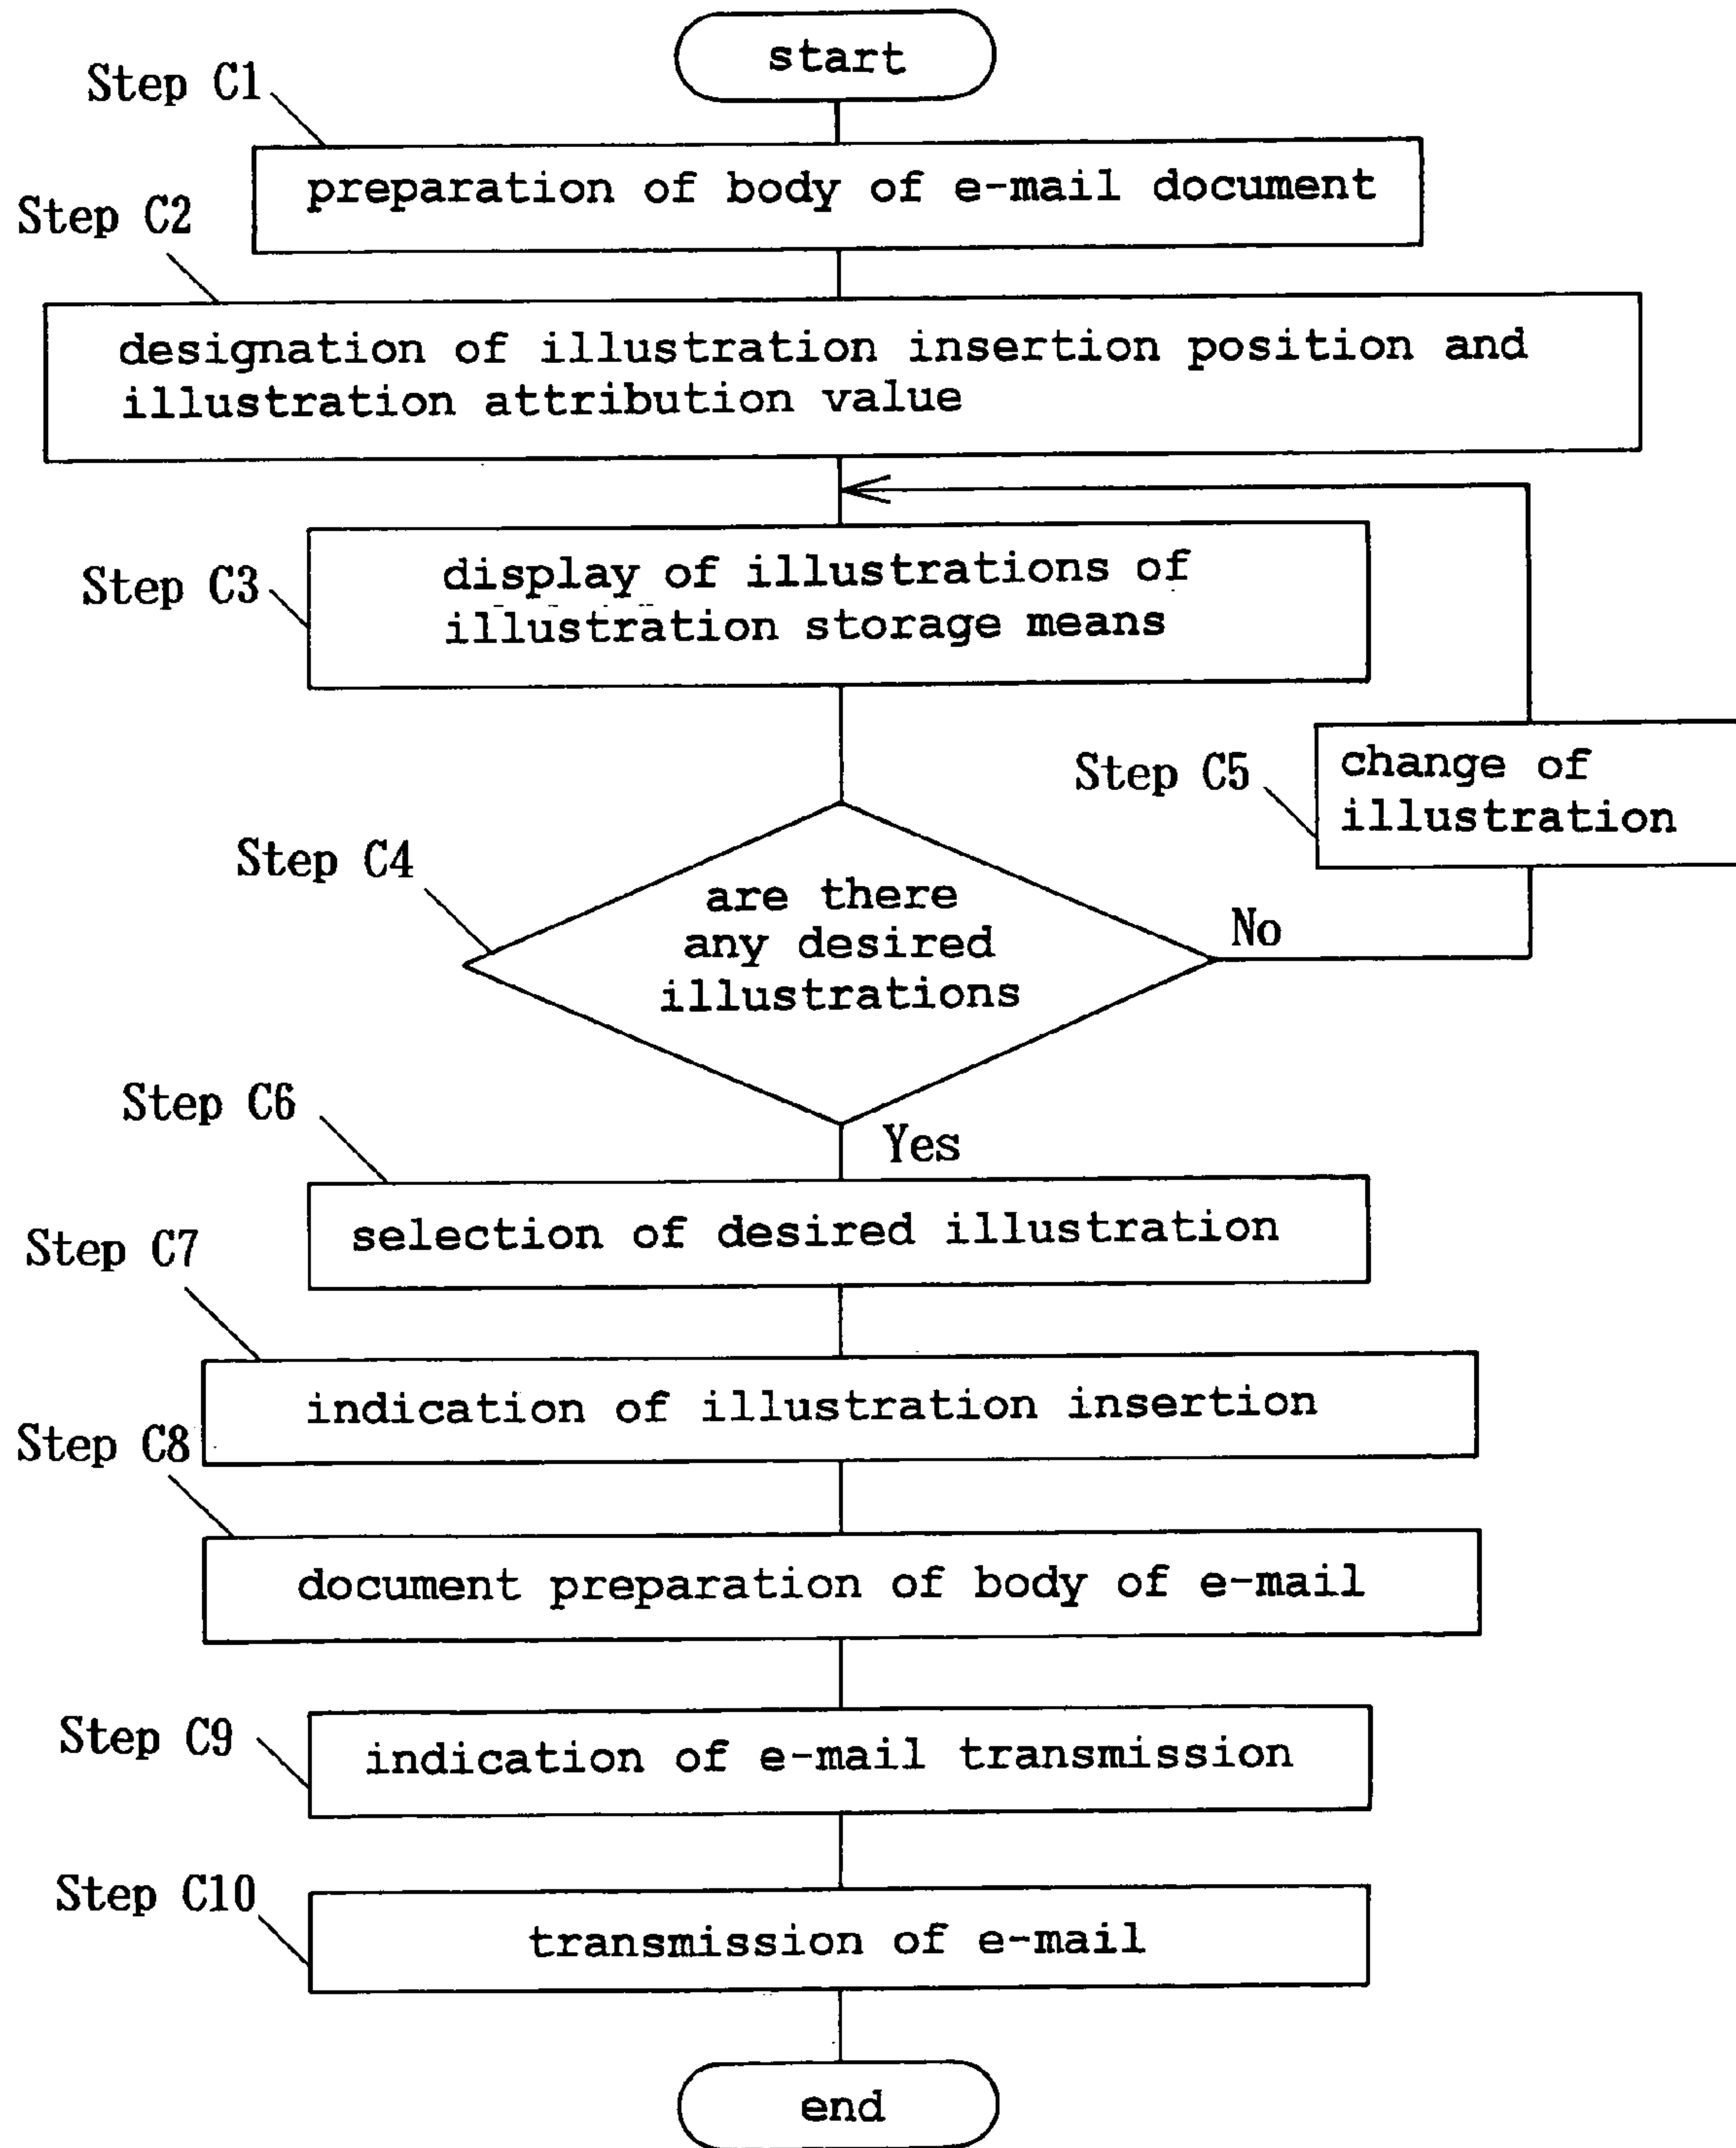 start
Step C1
preparation of body of e-mail document
Step C2
designation of illustration insertion position and
illustration attribution value
Step C3
display of illustrations of
illustration storage means
Step C5
change of
illustration
Step C4
are there
any desired
illustrations
No
Yes
Step C6
selection of desired illustration
Step C7
indication of illustration insertion
Step C8
document preparation of body of e-mail
Step C9
indication of e-mail transmission
Step C10
transmission of e-mail
end